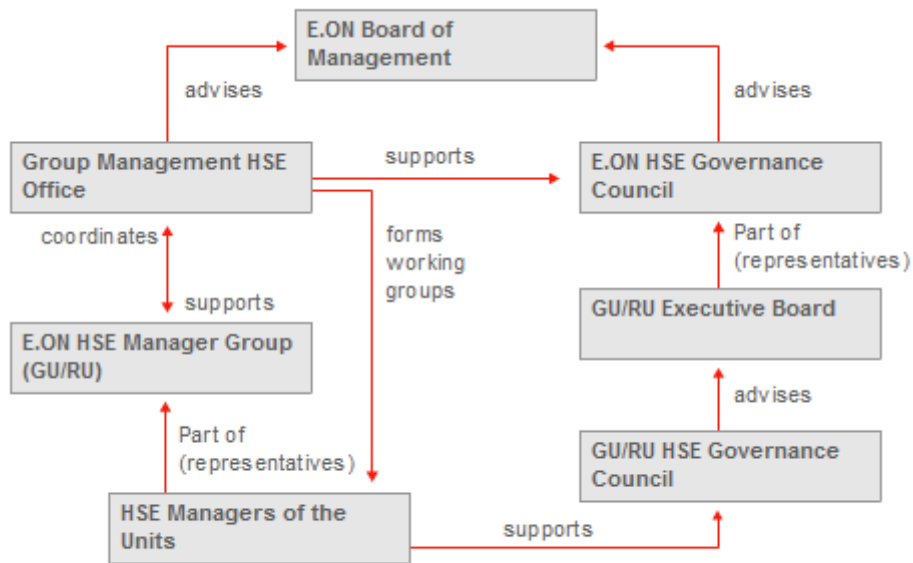 E.ON Board of
Management
advises
advises
Group Management HSE
Office
supports
E.ON HSE Governance
Council
coordinates
forms
working
groups
Part of
(representatives)
supports
GU/RU Executive Board
E.ON HSE Manager Group
(GU/RU)
advises
Part of
(representatives)
GU/RU HSE Governance
Council
HSE Managers of the
Units
supports